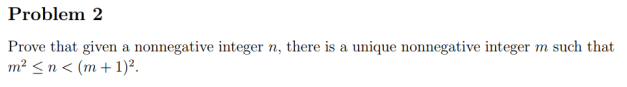 Problem 2
Prove that given a nonnegative integer n, there is a unique nonnegative integer m such that
m² ≤ n < (m + 1)².